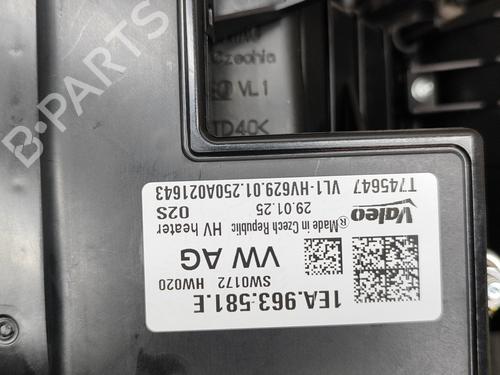 B-PARTS
Czechia
VL1
TD40<
1EA.963.581.E
SW0172 HW020
VW AG
®Made in Czech Republic HV heater
Valeo
29.01.25 02S
T745647 VL1-HV629.01.250A021643